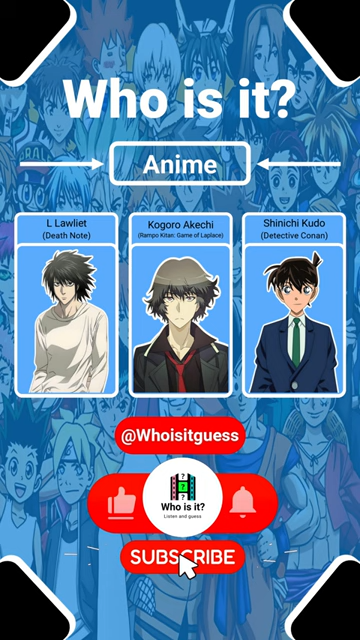 Who is it?
Anime
L Lawliet
(Death Note)
Kogoro Akechi
(Rampo Kitan: Game of Laplace)
Shinichi Kudo
(Detective Conan)
@Whoisitguess
?
?
?
Who is it?
Listen and guess
SUBSCRIBE